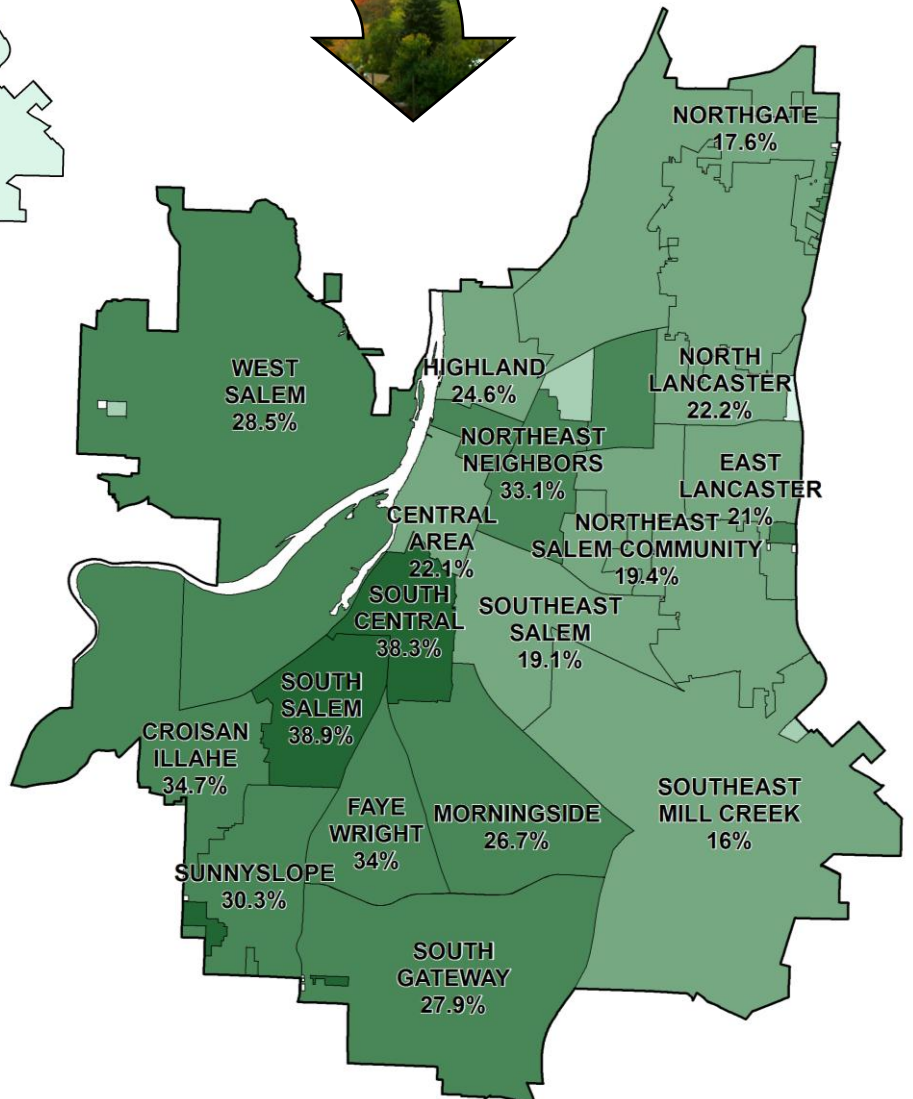 NORTHGATE
17.6%
WEST
SALEM
28.5%
HIGHLAND
24.6%
NORTH
LANCASTER
22.2%
NORTHEAST
NEIGHBORS
33.1%
EAST
LANCASTER
21%
CENTRAL
AREA
22.1%
NORTHEAST
SALEM COMMUNITY
19.4%
SOUTH
CENTRAL
38.3%
SOUTHEAST
SALEM
19.1%
SOUTH
SALEM
38.9%
CROISAN
ILLAHE
34.7%
FAYE
WRIGHT
34%
MORNINGSIDE
26.7%
SOUTHEAST
MILL CREEK
16%
SUNNYSLOPE
30.3%
SOUTH
GATEWAY
27.9%